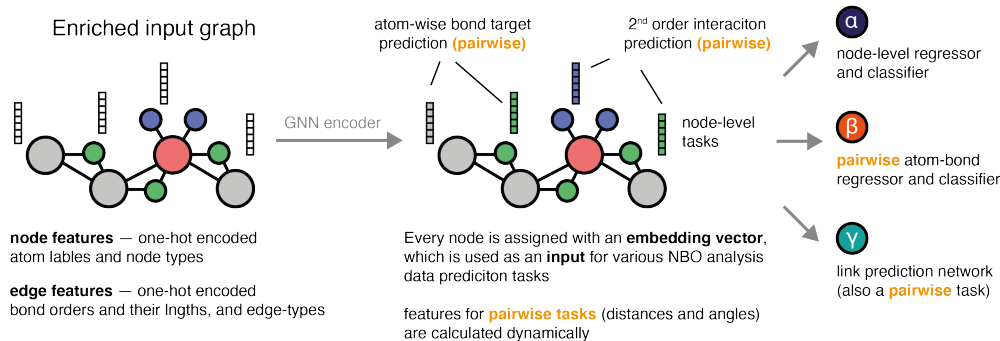 Enriched input graph
atom-wise bond target
prediction (pairwise)
2nd order interaciton
prediction (pairwise)
GNN encoder
node-level
tasks
node features — one-hot encoded
atom lables and node types
edge features — one-hot encoded
bond orders and their lngths, and edge-types
Every node is assigned with an embedding vector,
which is used as an input for various NBO analysis
data prediciton tasks
features for pairwise tasks (distances and angles)
are calculated dynamically
α
node-level regressor
and classifier
β
pairwise atom-bond
regressor and classifier
γ
link prediction network
(also a pairwise task)